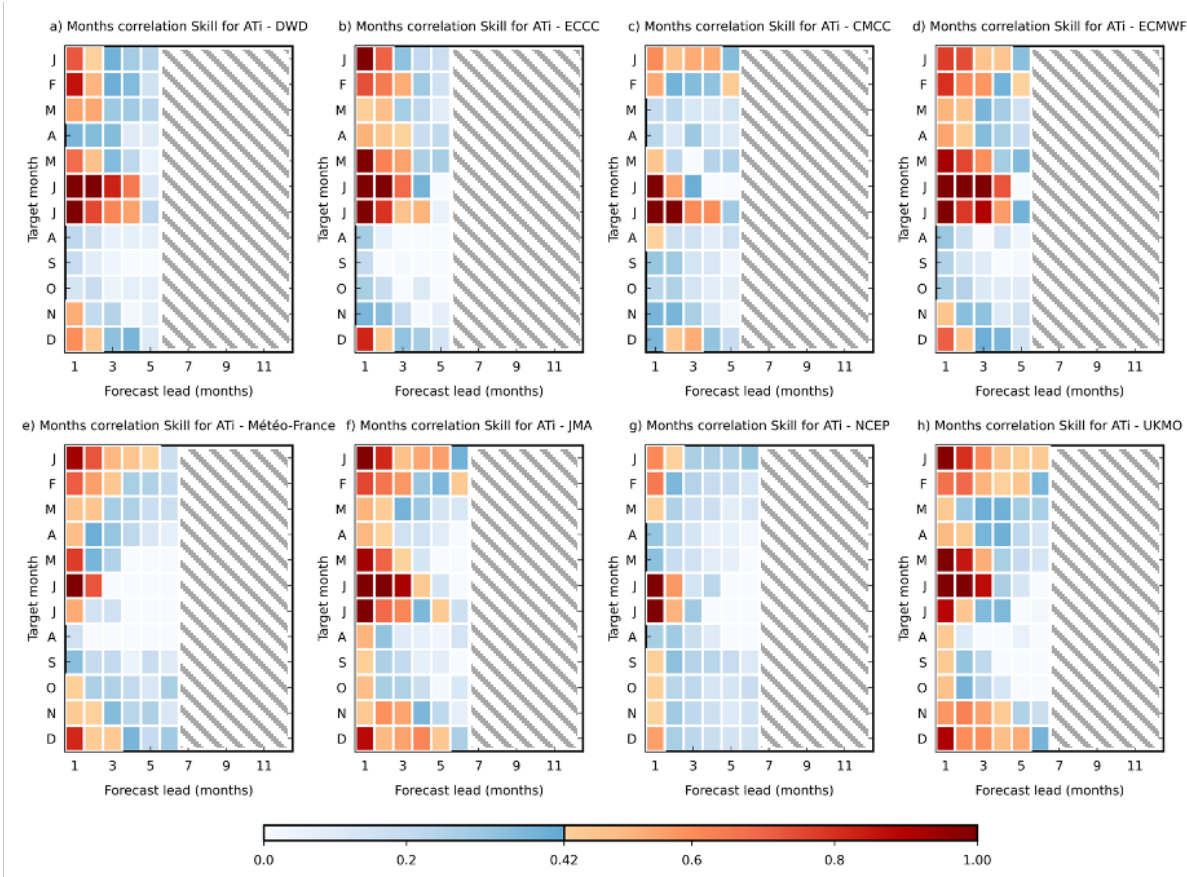 a) Months correlation Skill for ATi - DWD
b) Months correlation Skill for ATi - ECCC
c) Months correlation Skill for ATi - CMCC
d) Months correlation Skill for ATi - ECMWF
Target month
J
F
M
A
M
J
J
A
S
O
N
D
1 3 5 7 9 11
Forecast lead (months)
Target month
J
F
M
A
M
J
J
A
S
O
N
D
1 3 5 7 9 11
Forecast lead (months)
Target month
J
F
M
A
M
J
J
A
S
O
N
D
1 3 5 7 9 11
Forecast lead (months)
Target month
J
F
M
A
M
J
J
A
S
O
N
D
1 3 5 7 9 11
Forecast lead (months)
e) Months correlation Skill for ATi - Météo-France
f) Months correlation Skill for ATi - JMA
g) Months correlation Skill for ATi - NCEP
h) Months correlation Skill for ATi - UKMO
Target month
J
F
M
A
M
J
J
A
S
O
N
D
1 3 5 7 9 11
Forecast lead (months)
Target month
J
F
M
A
M
J
J
A
S
O
N
D
1 3 5 7 9 11
Forecast lead (months)
Target month
J
F
M
A
M
J
J
A
S
O
N
D
1 3 5 7 9 11
Forecast lead (months)
Target month
J
F
M
A
M
J
J
A
S
O
N
D
1 3 5 7 9 11
Forecast lead (months)
0.0 0.2 0.42 0.6 0.8 1.00